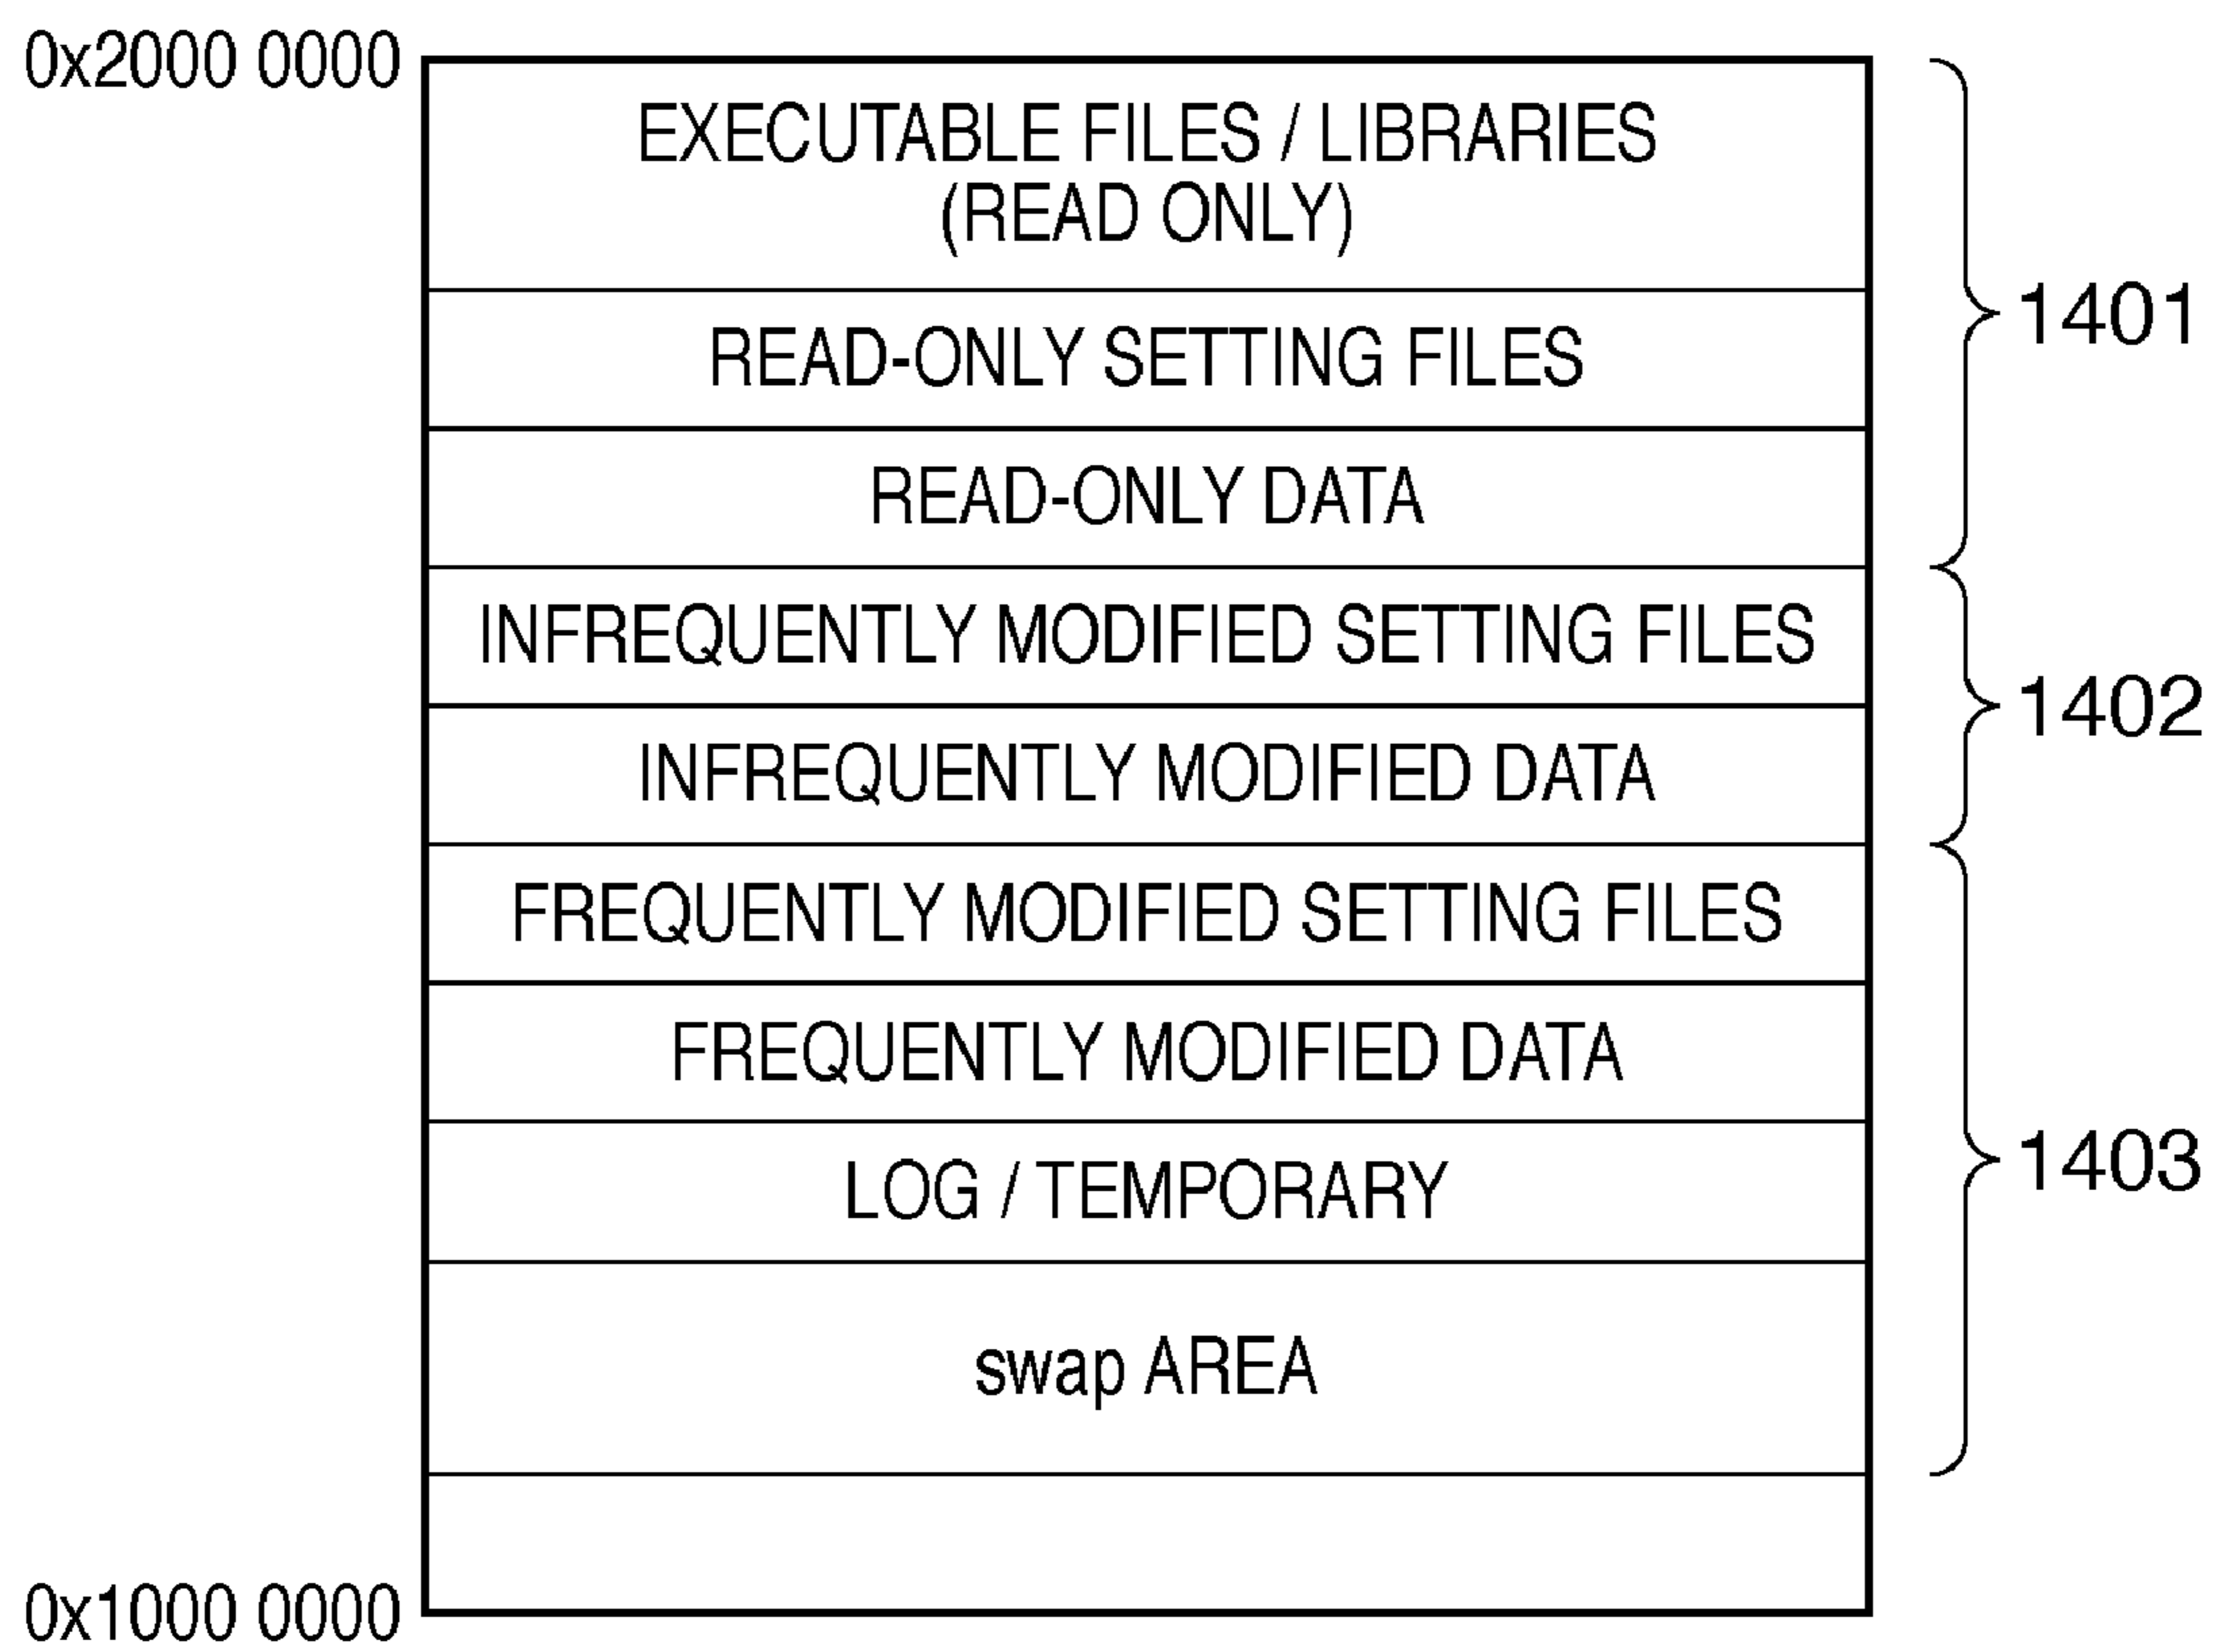 0x2000 0000
EXECUTABLE FILES / LIBRARIES
(READ ONLY)
READ-ONLY SETTING FILES
1401
READ-ONLY DATA
INFREQUENTLY MODIFIED SETTING FILES
1402
INFREQUENTLY MODIFIED DATA
FREQUENTLY MODIFIED SETTING FILES
FREQUENTLY MODIFIED DATA
LOG / TEMPORARY
1403
swap AREA
0x1000 0000